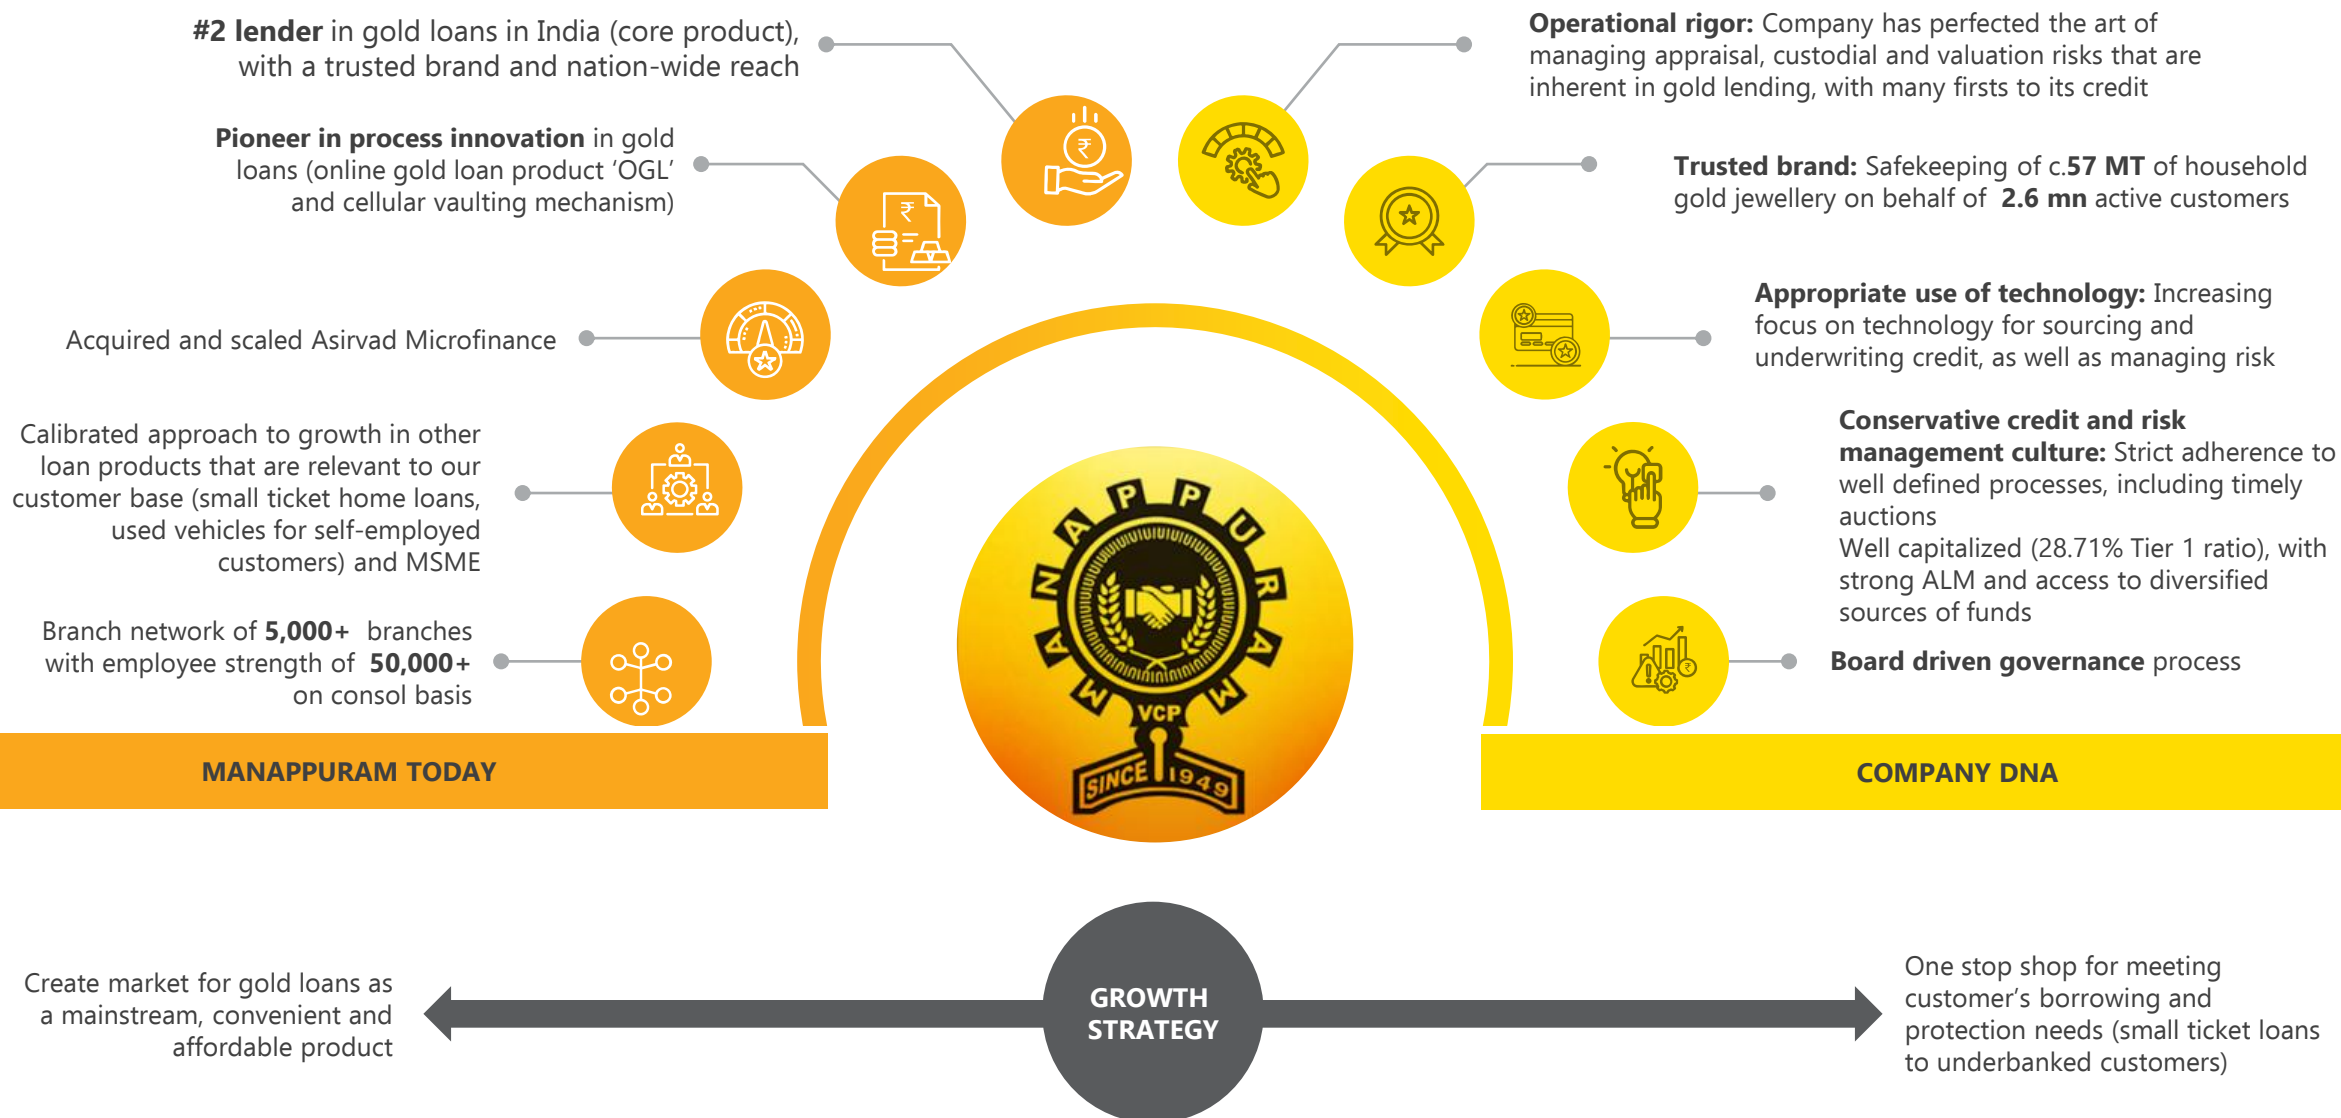 #2 lender in gold loans in India (core product),
with a trusted brand and nation-wide reach
Pioneer in process innovation in gold
loans (online gold loan product ‘OGL’
and cellular vaulting mechanism)
Acquired and scaled Asirvad Microfinance
Calibrated approach to growth in other
loan products that are relevant to our
customer base (small ticket home loans,
used vehicles for self-employed
customers) and MSME
Branch network of 5,000+ branches
with employee strength of 50,000+
on consol basis
MANAPPURAM TODAY
Operational rigor: Company has perfected the art of
managing appraisal, custodial and valuation risks that are
inherent in gold lending, with many firsts to its credit
Trusted brand: Safekeeping of c.57 MT of household
gold jewellery on behalf of 2.6 mn active customers
Appropriate use of technology: Increasing
focus on technology for sourcing and
underwriting credit, as well as managing risk
Conservative credit and risk
management culture: Strict adherence to
well defined processes, including timely
auctions
Well capitalized (28.71% Tier 1 ratio), with
strong ALM and access to diversified
sources of funds
Board driven governance process
COMPANY DNA
MANAPPURAM
VCP
SINCE 1949
Create market for gold loans as
a mainstream, convenient and
affordable product
GROWTH
STRATEGY
One stop shop for meeting
customer’s borrowing and
protection needs (small ticket loans
to underbanked customers)